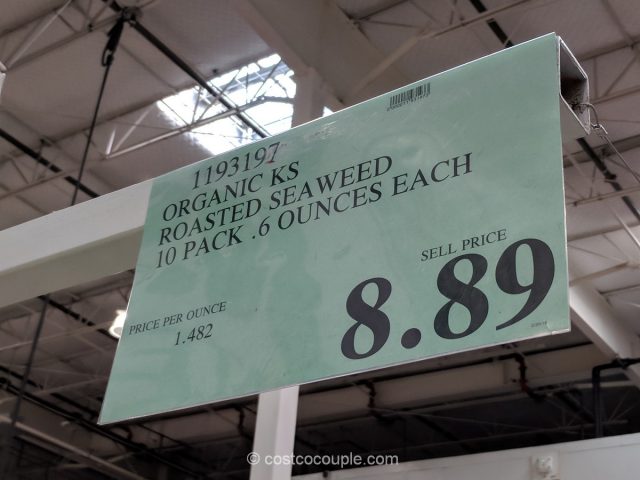 1193197
ORGANIC KS
ROASTED SEAWEED
10 PACK .6 OUNCES EACH
SELL PRICE
8.89
PRICE PER OUNCE
1.482
© costcocouple.com